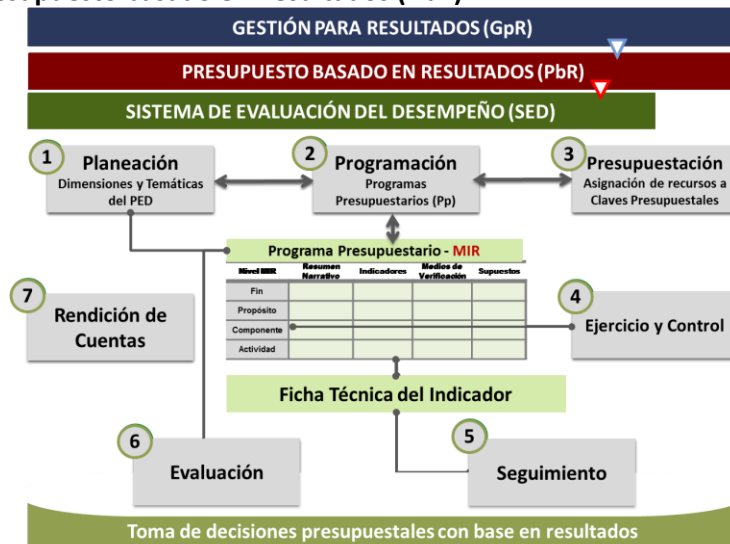 GESTIÓN PARA RESULTADOS (GpR)
PRESUPUESTO BASADO EN RESULTADOS (PbR)
SISTEMA DE EVALUACIÓN DEL DESEMPEÑO (SED)
1
Planeación
Dimensiones y Temáticas
del PED
2
Programación
Programas
Presupuestarios (Pp)
3
Presupuestación
Asignación de recursos a
Claves Presupuestales
Programa Presupuestario - MIR
Nivel MIR
Resumen
Narrativo
Indicadores
Medios de
Verificación
Supuestos
Fin
Propósito
Componente
Actividad
7
Rendición de
Cuentas
4
Ejercicio y Control
Ficha Técnica del Indicador
6
Evaluación
5
Seguimiento
Toma de decisiones presupuestales con base en resultados